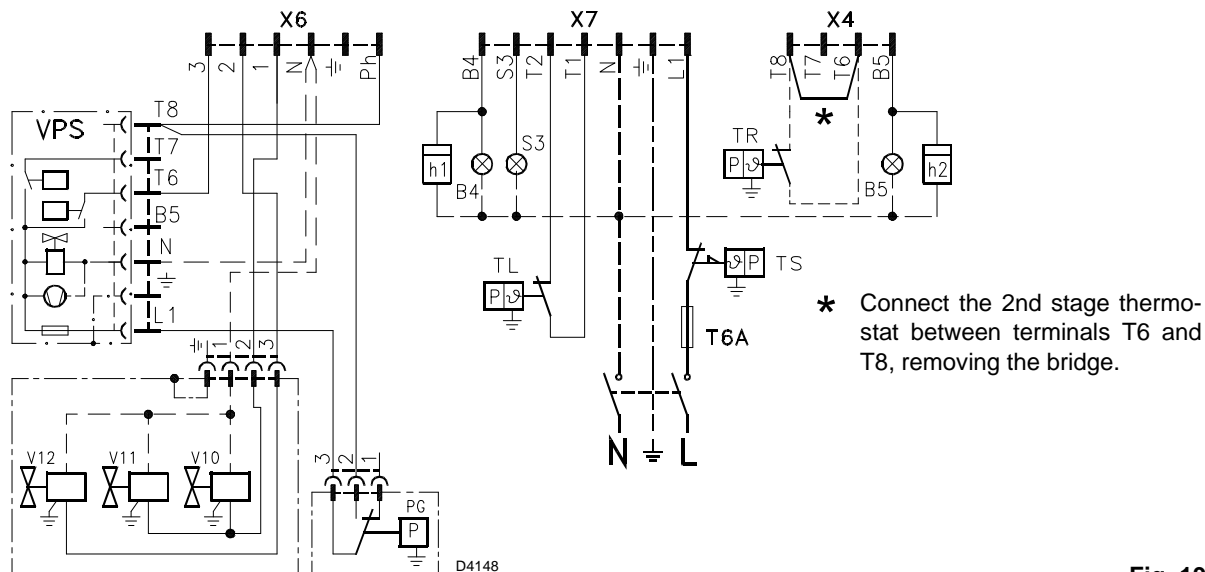 X6 X7 X4
3 2 1 N Ph
B4 S3 T2 T1 N L1
T8 T7 T6 B5
VPS
T8
T7
T6
B5
N
L1
h1
B4
S3
TR
P ϑ
B5
h2
TL
P ϑ
ϑ P TS
T6A
N L
* Connect the 2nd stage thermo-
stat between terminals T6 and
T8, removing the bridge.
*
1 2 3
V12 V11 V10
3 2 1
PG
P
D4148